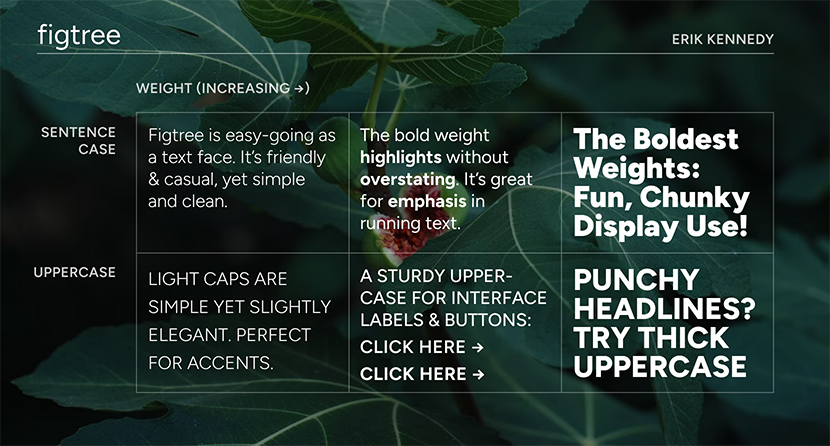 figtree
ERIK KENNEDY
WEIGHT (INCREASING →)
SENTENCE
CASE
Figtree is easy-going as
a text face. It's friendly
& casual, yet simple
and clean.
The bold weight
highlights without
overstating. It's great
for emphasis in
running text.
The Boldest
Weights:
Fun, Chunky
Display Use!
UPPERCASE
LIGHT CAPS ARE
SIMPLE YET SLIGHTLY
ELEGANT. PERFECT
FOR ACCENTS.
A STURDY UPPER-
CASE FOR INTERFACE
LABELS & BUTTONS:
CLICK HERE →
CLICK HERE →
PUNCHY
HEADLINES?
TRY THICK
UPPERCASE